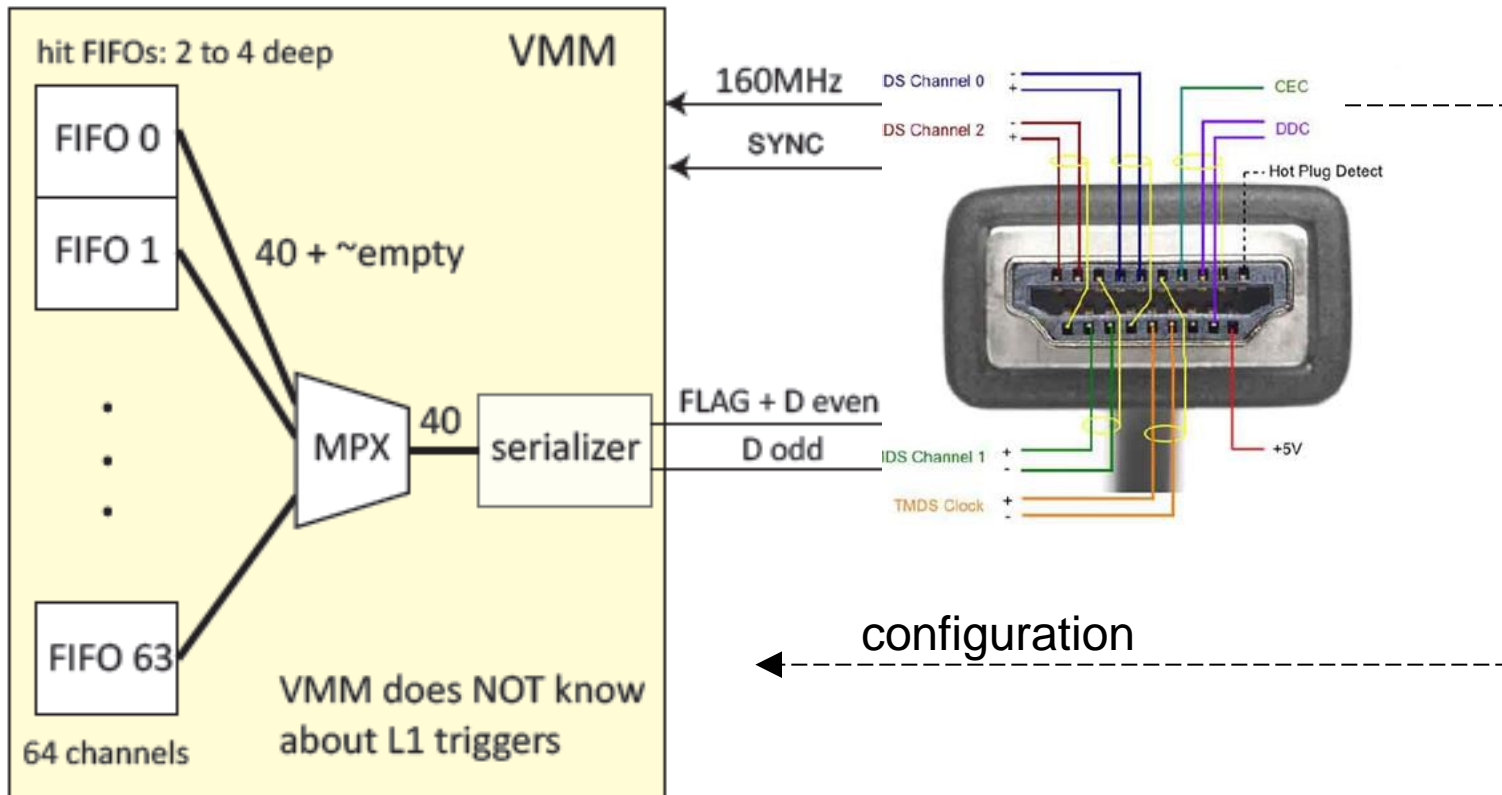 hit FIFOs: 2 to 4 deep
VMM
FIFO 0
FIFO 1
40 + ~empty
MPX
40
serializer
FIFO 63
64 channels
VMM does NOT know
about L1 triggers
160MHz
SYNC
FLAG + D even
D odd
DS Channel 0
-
+
DS Channel 2
-
+
CEC
DDC
Hot Plug Detect
DS Channel 1
+
-
TMDS Clock
+
-
+5V
configuration